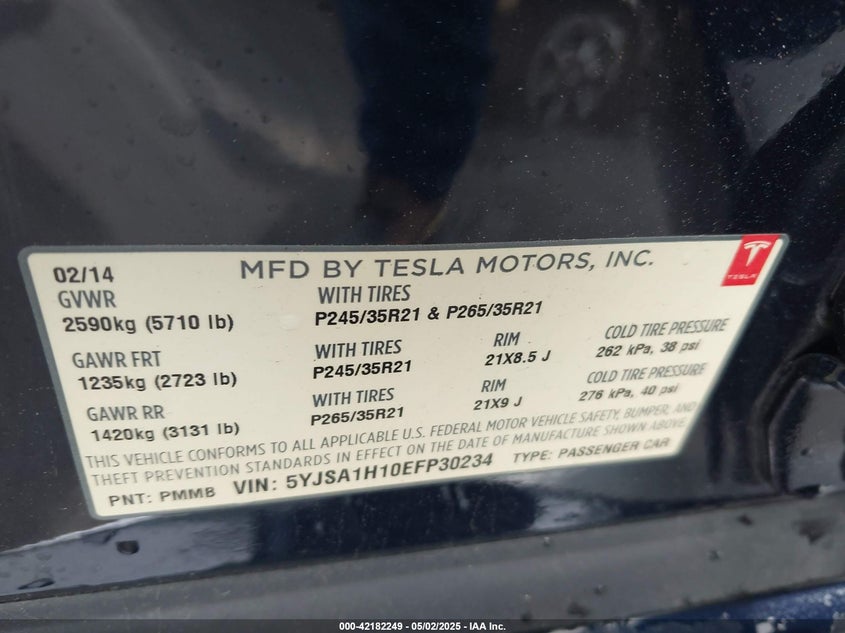 02/14
MFD BY TESLA MOTORS, INC.
TESLA
GVWR
2590kg (5710 lb)
WITH TIRES
P245/35R21 & P265/35R21
GAWR FRT
1235kg (2723 lb)
WITH TIRES
P245/35R21
RIM
21X8.5 J
COLD TIRE PRESSURE
262 kPa, 38 psi
GAWR RR
1420kg (3131 lb)
WITH TIRES
P265/35R21
RIM
21X9 J
COLD TIRE PRESSURE
276 kPa, 40 psi
THIS VEHICLE CONFORMS TO ALL APPLICABLE U.S. FEDERAL MOTOR VEHICLE SAFETY, BUMPER, AND
THEFT PREVENTION STANDARDS IN EFFECT ON THE DATE OF MANUFACTURE SHOWN ABOVE.
PNT: PMMB VIN: 5YJSA1H10EFP30234 TYPE: PASSENGER CAR
000-42182249 - 05/02/2025 - IAA Inc.